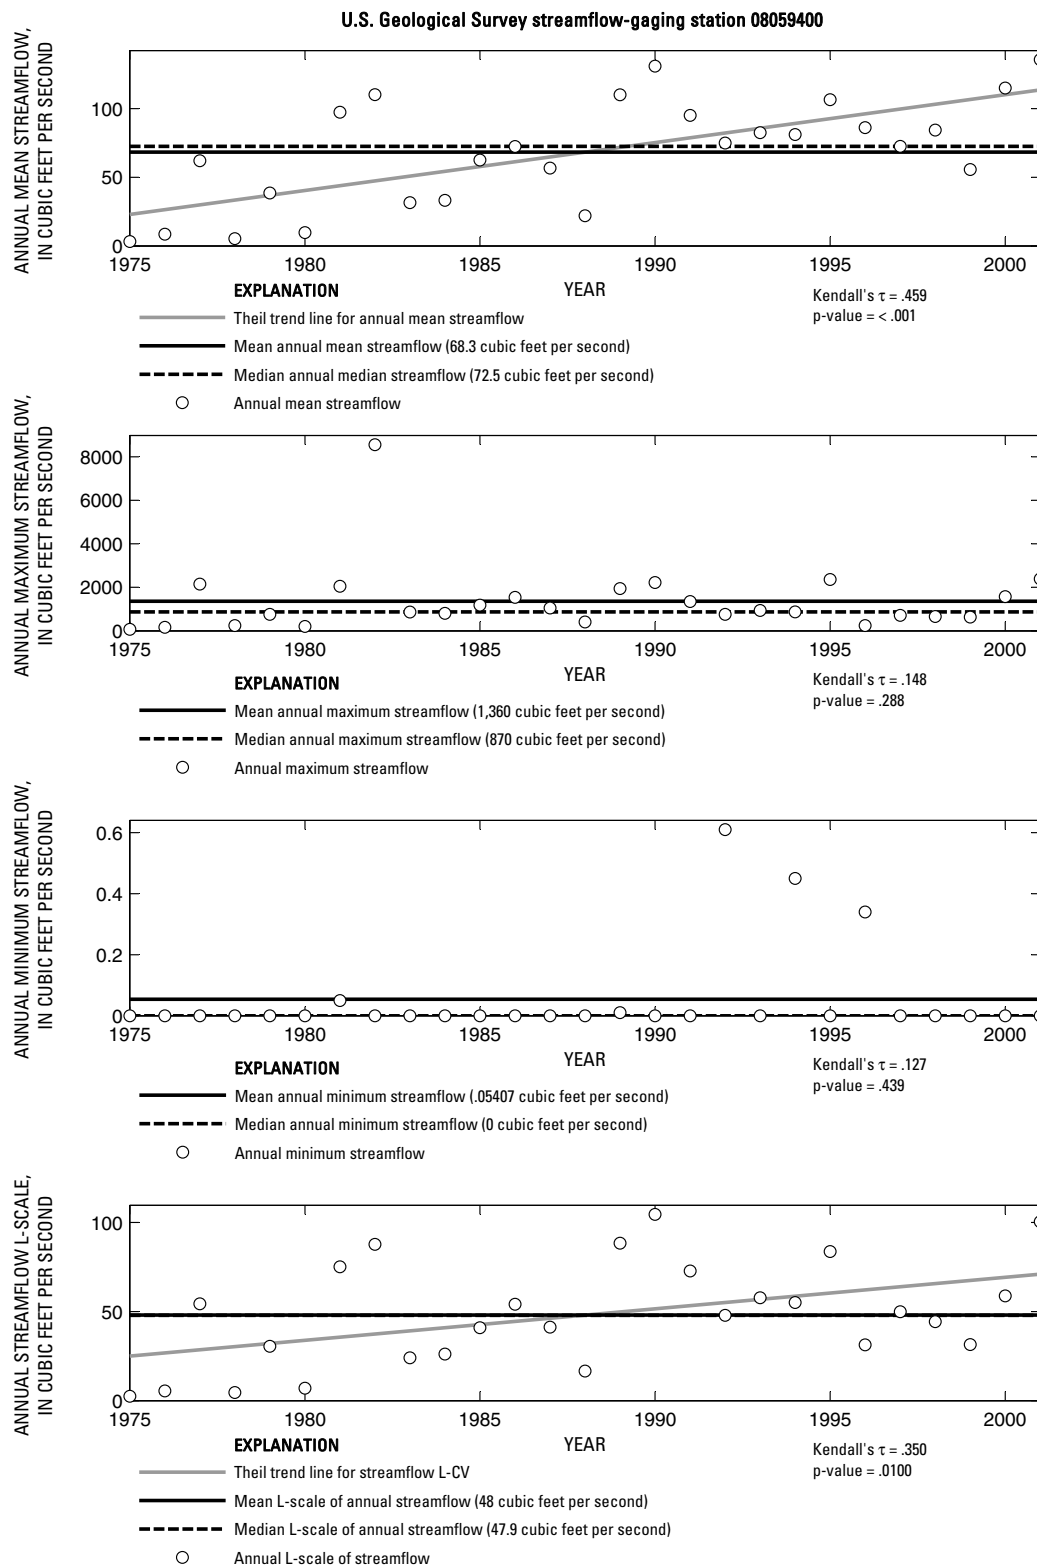 U.S. Geological Survey streamflow-gaging station 08059400
ANNUAL MEAN STREAMFLOW,
IN CUBIC FEET PER SECOND
100
50
0
1975 1980 1985 1990 1995 2000
YEAR
Kendall's τ = .459
p-value = < .001
EXPLANATION
Theil trend line for annual mean streamflow
Mean annual mean streamflow (68.3 cubic feet per second)
Median annual median streamflow (72.5 cubic feet per second)
Annual mean streamflow
ANNUAL MAXIMUM STREAMFLOW,
IN CUBIC FEET PER SECOND
8000
6000
4000
2000
0
1975 1980 1985 1990 1995 2000
YEAR
Kendall's τ = .148
p-value = .288
EXPLANATION
Mean annual maximum streamflow (1,360 cubic feet per second)
Median annual maximum streamflow (870 cubic feet per second)
Annual maximum streamflow
ANNUAL MINIMUM STREAMFLOW,
IN CUBIC FEET PER SECOND
0.6
0.4
0.2
0
1975 1980 1985 1990 1995 2000
YEAR
Kendall's τ = .127
p-value = .439
EXPLANATION
Mean annual minimum streamflow (.05407 cubic feet per second)
Median annual minimum streamflow (0 cubic feet per second)
Annual minimum streamflow
ANNUAL STREAMFLOW L-SCALE,
IN CUBIC FEET PER SECOND
100
50
0
1975 1980 1985 1990 1995 2000
YEAR
Kendall's τ = .350
p-value = .0100
EXPLANATION
Theil trend line for streamflow L-CV
Mean L-scale of annual streamflow (48 cubic feet per second)
Median L-scale of annual streamflow (47.9 cubic feet per second)
Annual L-scale of streamflow